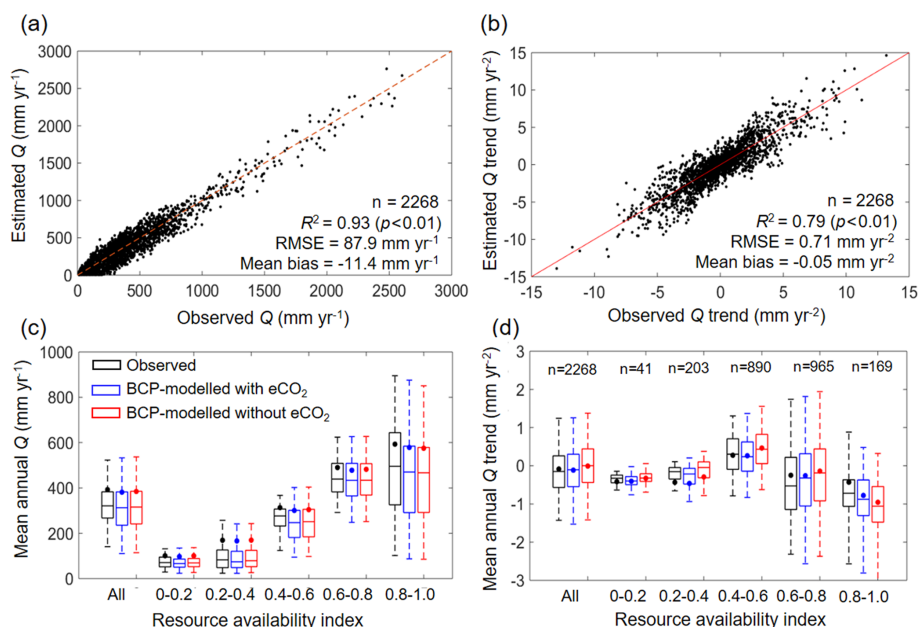 (a)
3000
2500
2000
1500
1000
500
0
0 500 1000 1500 2000 2500 3000
Estimated Q (mm yr⁻¹)
Observed Q (mm yr⁻¹)
n = 2268
R² = 0.93 (p<0.01)
RMSE = 87.9 mm yr⁻¹
Mean bias = -11.4 mm yr⁻¹
(b)
15
10
5
0
-5
-10
-15
-15 -10 -5 0 5 10 15
Estimated Q trend (mm yr⁻²)
Observed Q trend (mm yr⁻²)
n = 2268
R² = 0.79 (p<0.01)
RMSE = 0.71 mm yr⁻²
Mean bias = -0.05 mm yr⁻²
(c)
1000
800
600
400
200
0
Mean annual Q (mm yr⁻¹)
Observed
BCP-modelled with eCO₂
BCP-modelled without eCO₂
All 0-0.2 0.2-0.4 0.4-0.6 0.6-0.8 0.8-1.0
Resource availability index
(d)
3
2
1
0
-1
-2
-3
Mean annual Q trend (mm yr⁻²)
n=2268 n=41 n=203 n=890 n=965 n=169
All 0-0.2 0.2-0.4 0.4-0.6 0.6-0.8 0.8-1.0
Resource availability index